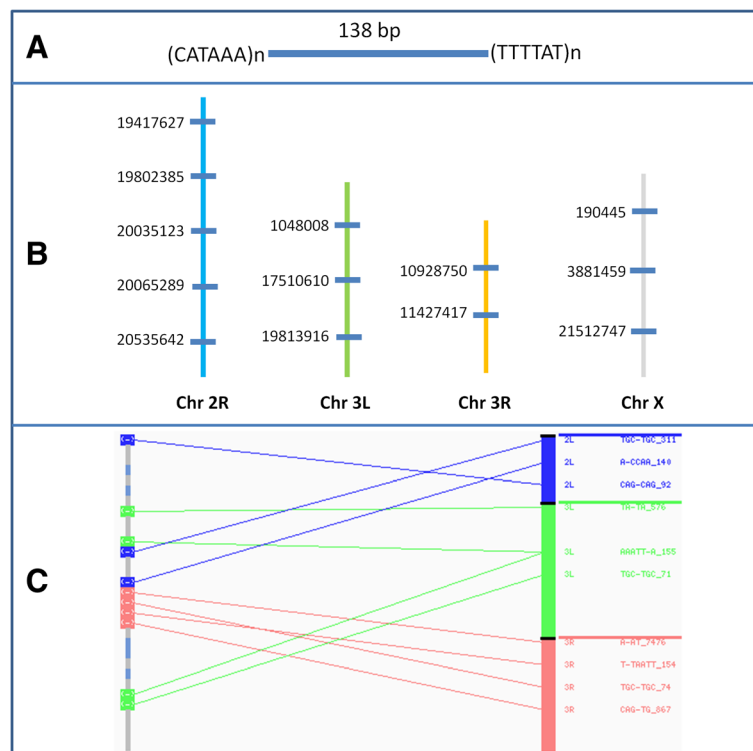 A
138 bp
(CATAAA)n (TTTTAT)n
B
19417627
19802385
20035123
20065289
20535642
Chr 2R
1048008
17510610
19813916
Chr 3L
10928750
11427417
Chr 3R
190445
3881459
21512747
Chr X
C
2L TGC-TGC_311
2L A-CCAA_140
2L CAG-CAG_92
3L TA-TA_576
3L AAATT-A_155
3L TGC-TGC_71
3R A-AT_7476
3R T-TAATT_154
3R TGC-TGC_74
3R CAG-TG_867